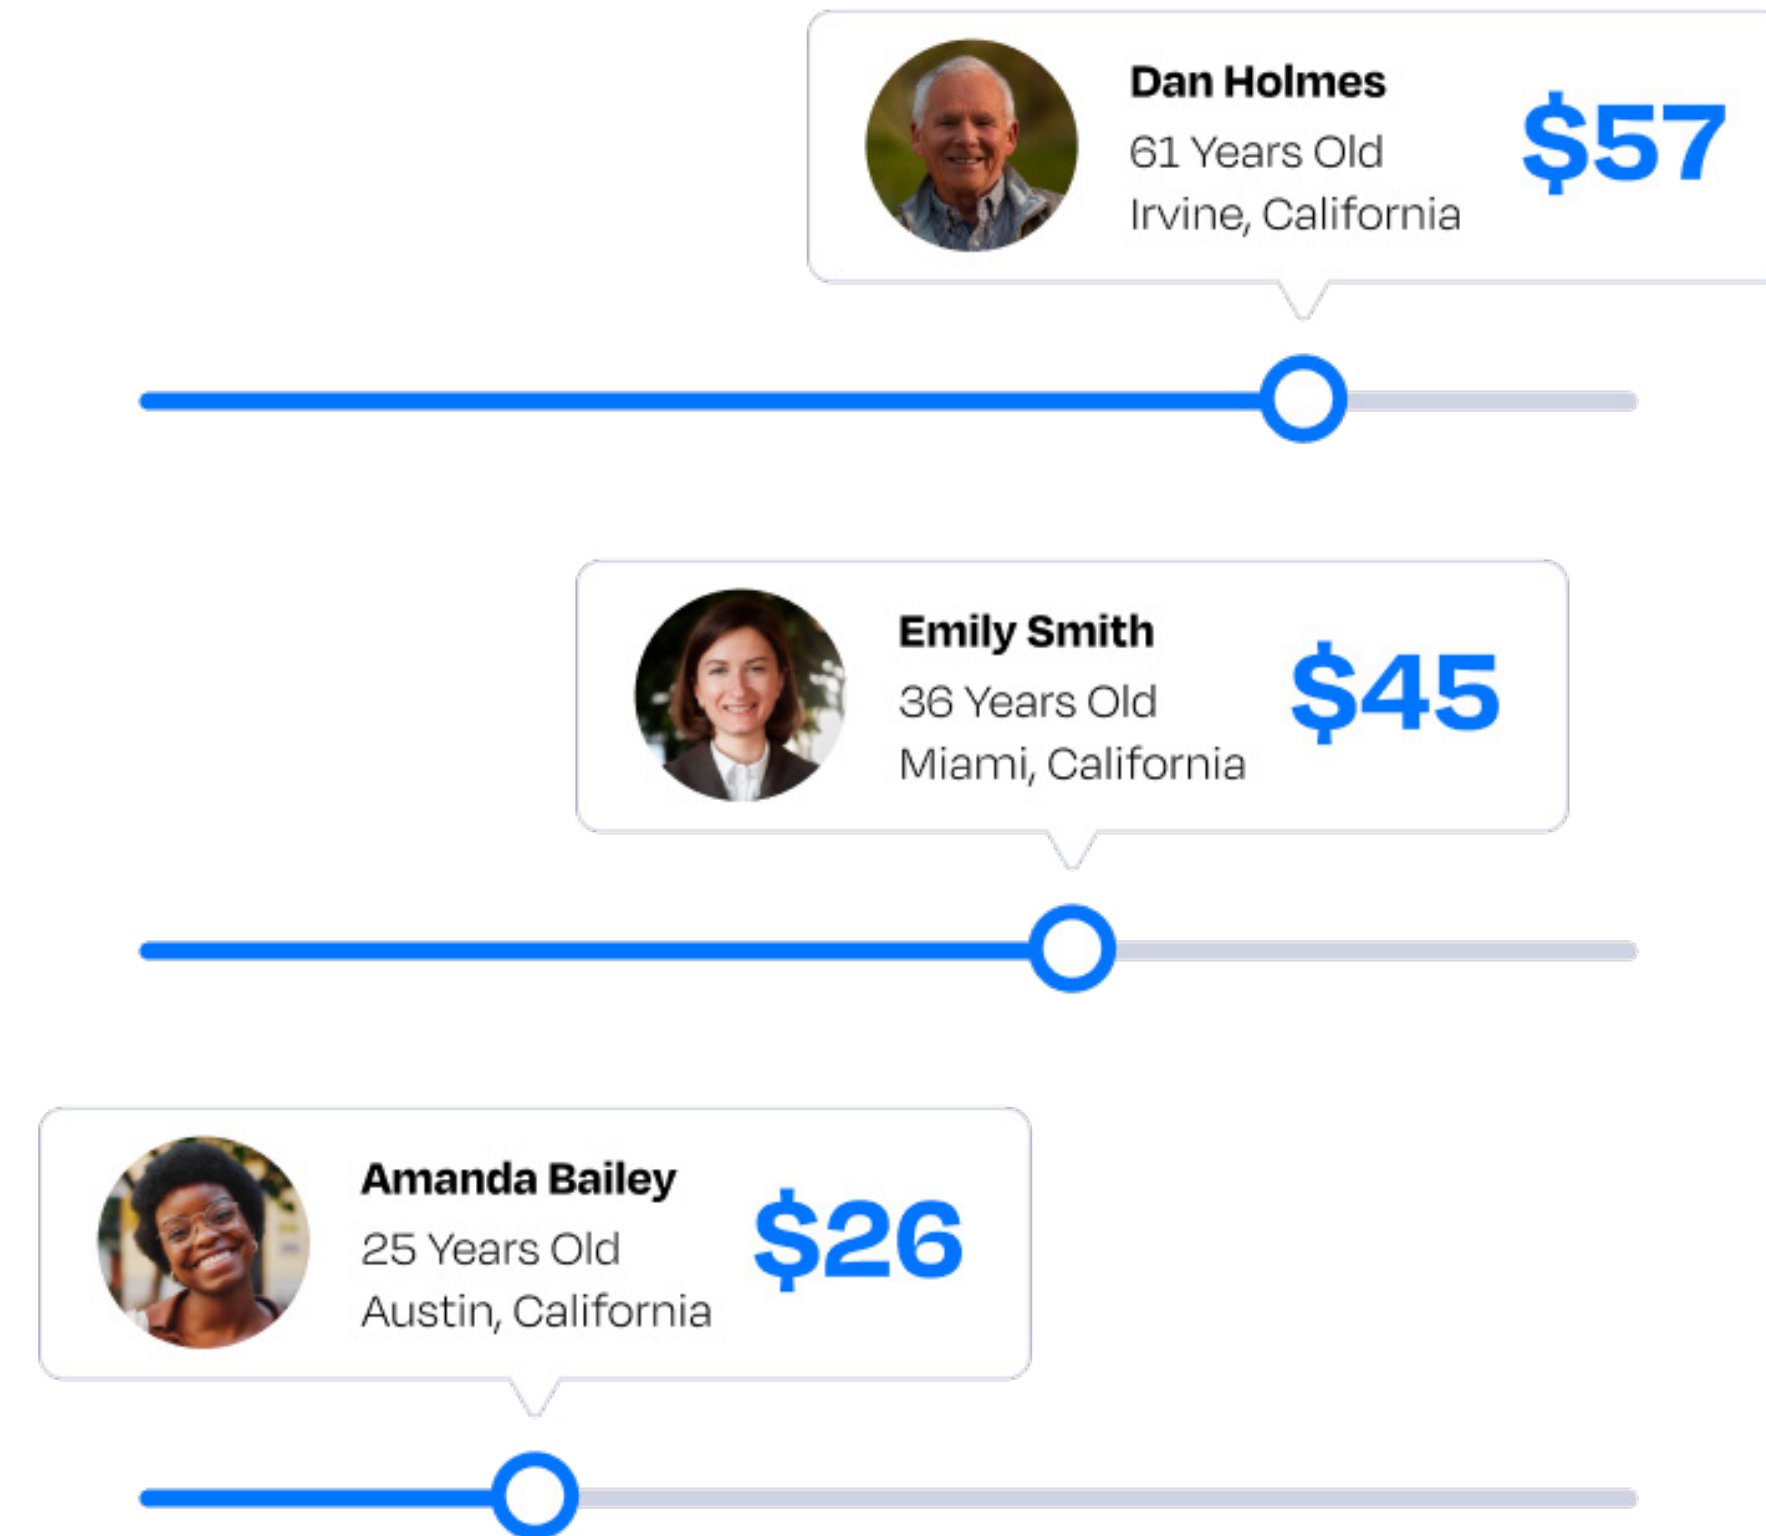 Dan Holmes
61 Years Old
Irvine, California
$57
Emily Smith
36 Years Old
Miami, California
$45
Amanda Bailey
25 Years Old
Austin, California
$26